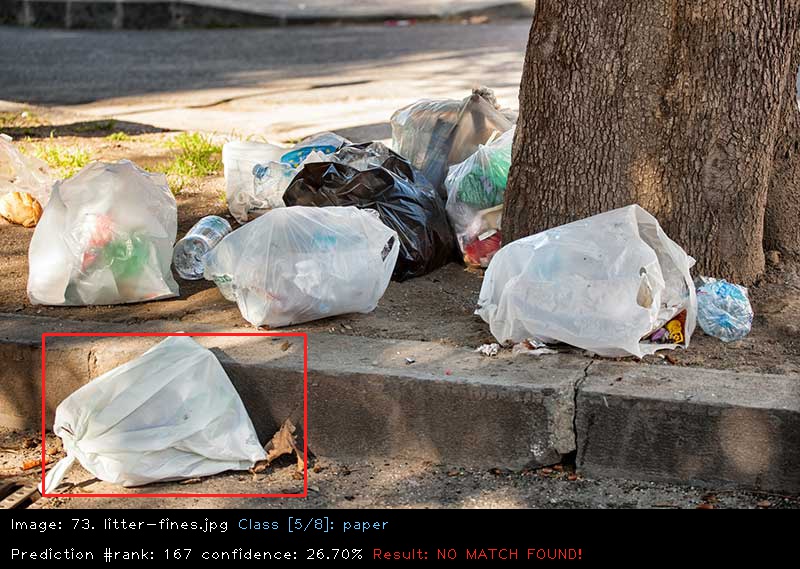 Image: 73. litter-fines.jpg Class [5/8]: paper
Prediction #rank: 167 confidence: 26.70% Result: NO MATCH FOUND!